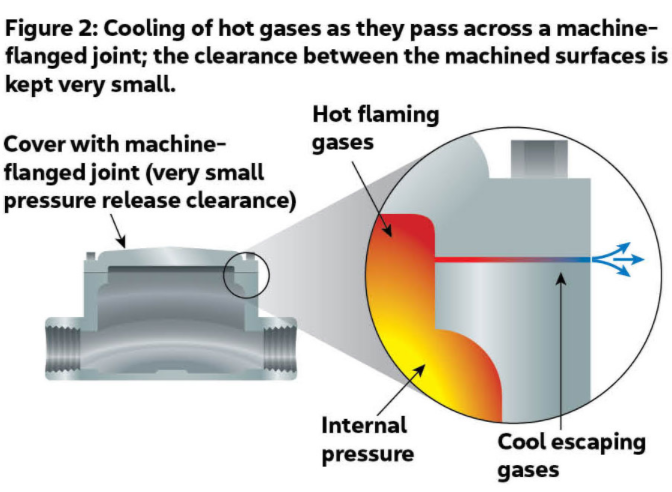 Figure 2: Cooling of hot gases as they pass across a machine-
flanged joint; the clearance between the machined surfaces is
kept very small.
Hot flaming
gases
Cover with machine-
flanged joint (very small
pressure release clearance)
Internal
pressure
Cool escaping
gases